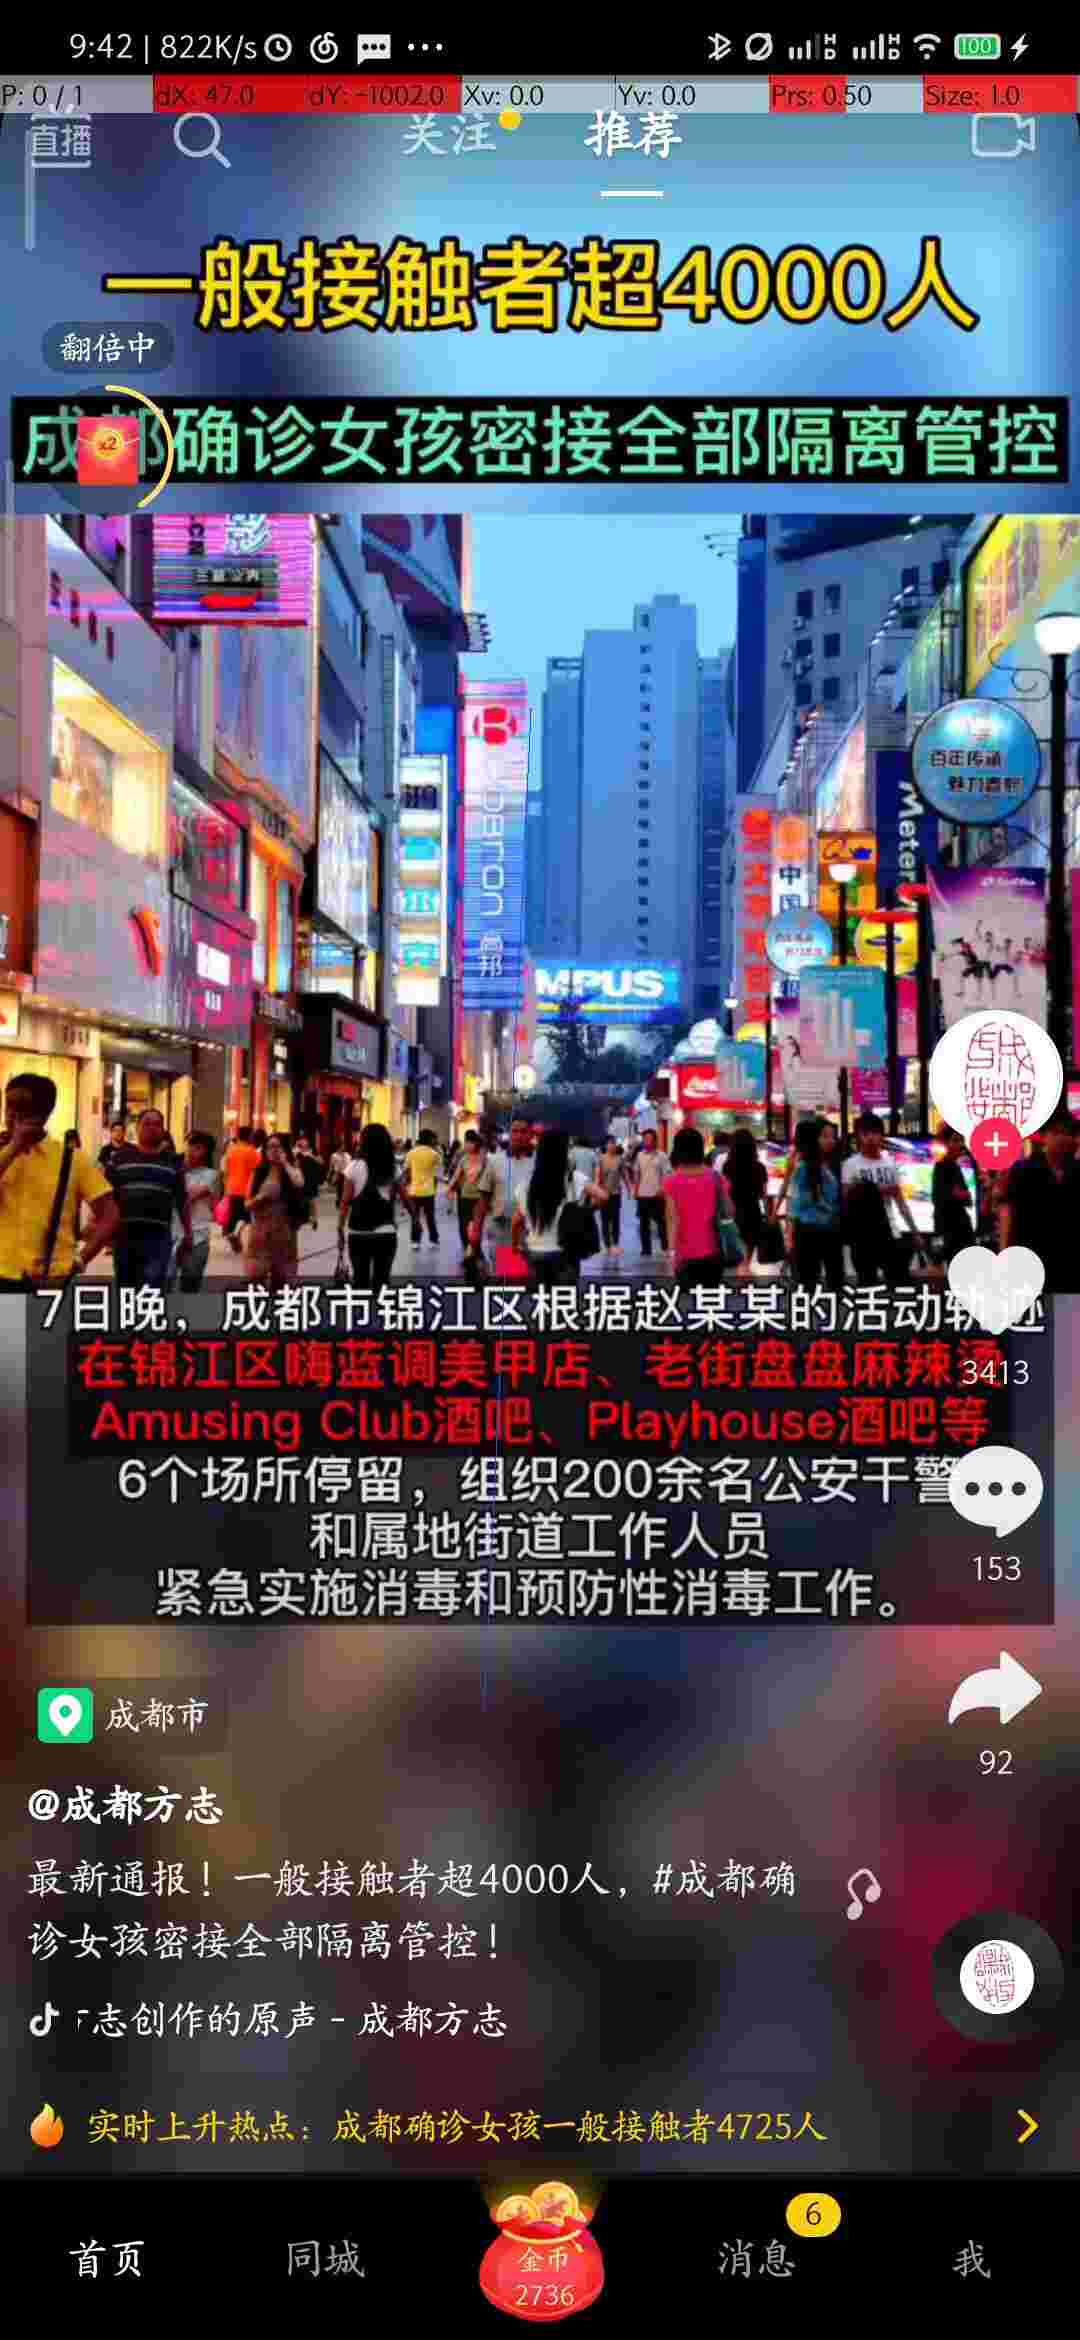 9:42 | 822K/s
100
P: 0 / 1
dX: 47.0
dY: -1002.0
Xv: 0.0
Yv: 0.0
Prs: 0.50
Size: 1.0
直播
关注
推荐
一般接触者超4000人
翻倍中
x2
成都确诊女孩密接全部隔离管控
百年传承
魅力春熙
Meters
中国
MPUS
7日晚，成都市锦江区根据赵某某的活动轨迹
在锦江区嗨蓝调美甲店、老街盘盘麻辣烫
3413
Amusing Club酒吧、Playhouse酒吧等
6个场所停留，组织200余名公安干警
和属地街道工作人员
153
紧急实施消毒和预防性消毒工作。
成都市
92
@成都方志
最新通报！一般接触者超4000人，#成都确
诊女孩密接全部隔离管控！
志创作的原声 - 成都方志
实时上升热点：成都确诊女孩一般接触者4725人
首页
同城
金币
2736
消息
6
我